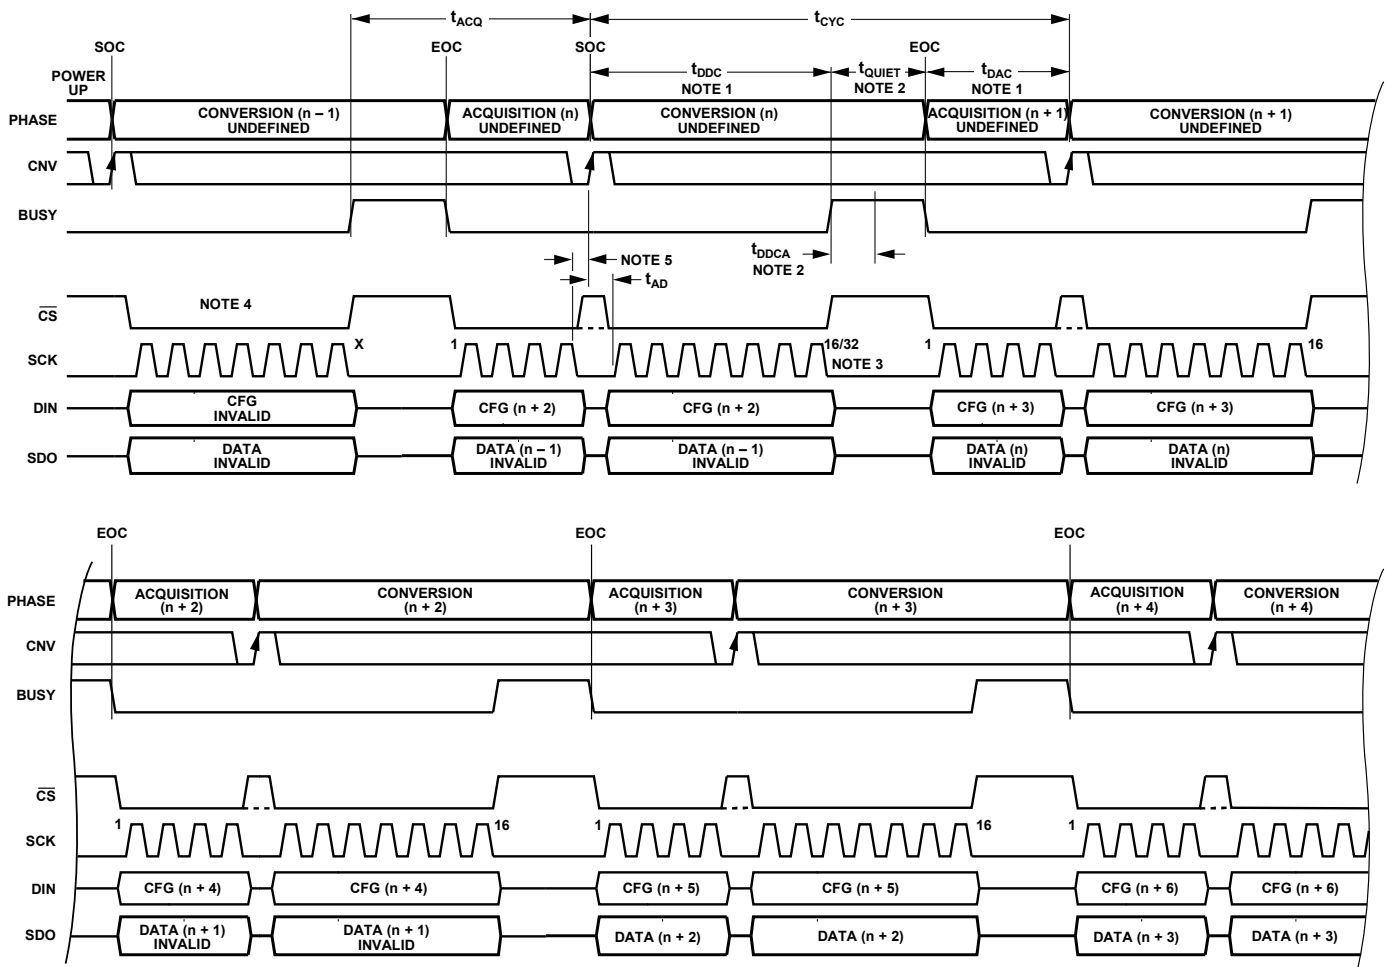 tACQ tCYC
SOC EOC SOC EOC
POWER
UP
tDDC tQUIET tDAC
NOTE 1 NOTE 2 NOTE 1
PHASE CONVERSION (n – 1) ACQUISITION (n) CONVERSION (n) ACQUISITION (n + 1) CONVERSION (n + 1)
UNDEFINED UNDEFINED UNDEFINED UNDEFINED UNDEFINED
CNV
BUSY
tDDCA
NOTE 2
NOTE 5
tAD
CS NOTE 4
SCK X 1 16/32 1 16
NOTE 3
DIN CFG CFG (n + 2) CFG (n + 2) CFG (n + 3) CFG (n + 3)
INVALID
SDO DATA DATA (n – 1) DATA (n – 1) DATA (n) DATA (n)
INVALID INVALID INVALID INVALID INVALID
EOC EOC EOC
PHASE ACQUISITION CONVERSION ACQUISITION CONVERSION ACQUISITION CONVERSION
(n + 2) (n + 2) (n + 3) (n + 3) (n + 4) (n + 4)
CNV
BUSY
CS
SCK 1 16 1 16 1
DIN CFG (n + 4) CFG (n + 4) CFG (n + 5) CFG (n + 5) CFG (n + 6) CFG (n + 6)
SDO DATA (n + 1) DATA (n + 1) DATA (n + 2) DATA (n + 2) DATA (n + 3) DATA (n + 3)
INVALID INVALID